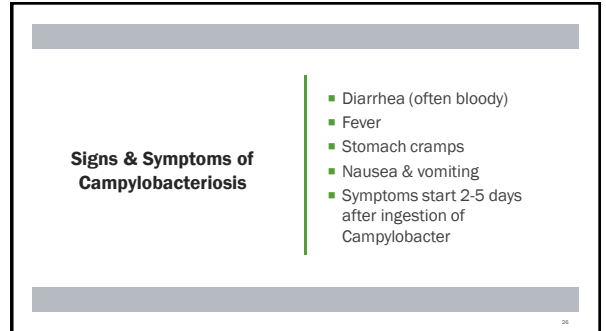 Signs & Symptoms of
Campylobacteriosis
▪ Diarrhea (often bloody)
▪ Fever
▪ Stomach cramps
▪ Nausea & vomiting
▪ Symptoms start 2-5 days
after ingestion of
Campylobacter
26